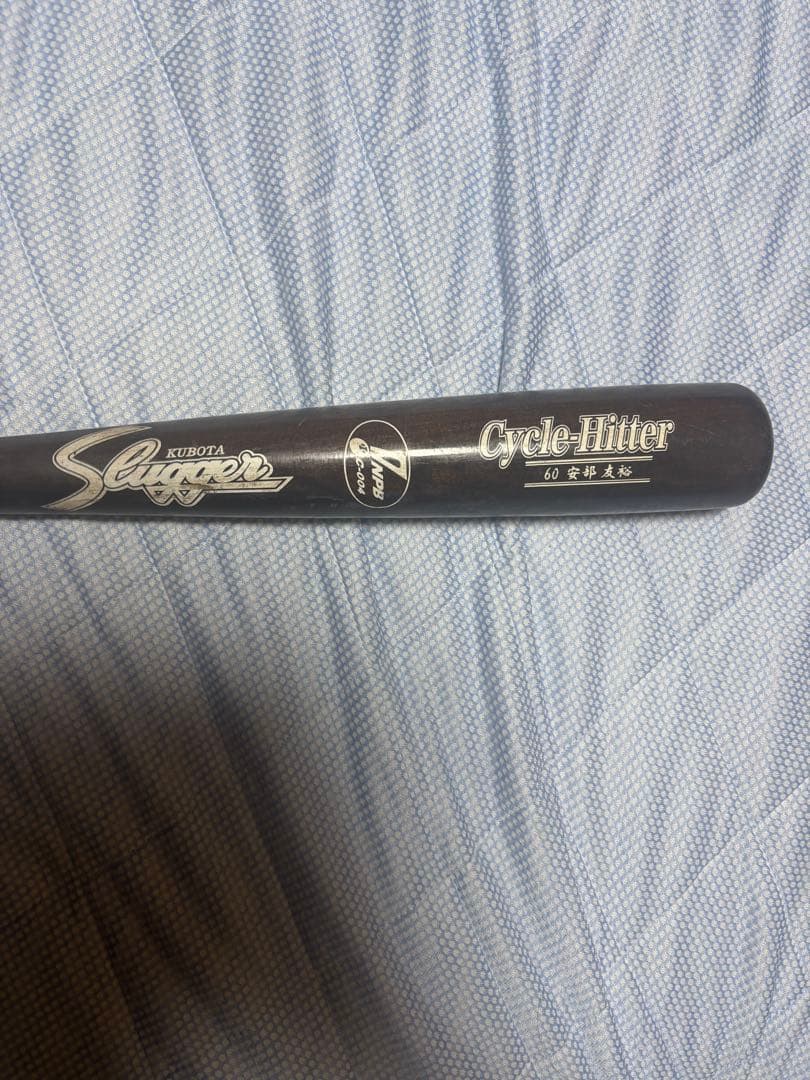 KUBOTA
Slugger
NPB
Cycle-Hitter
60 安部友裕